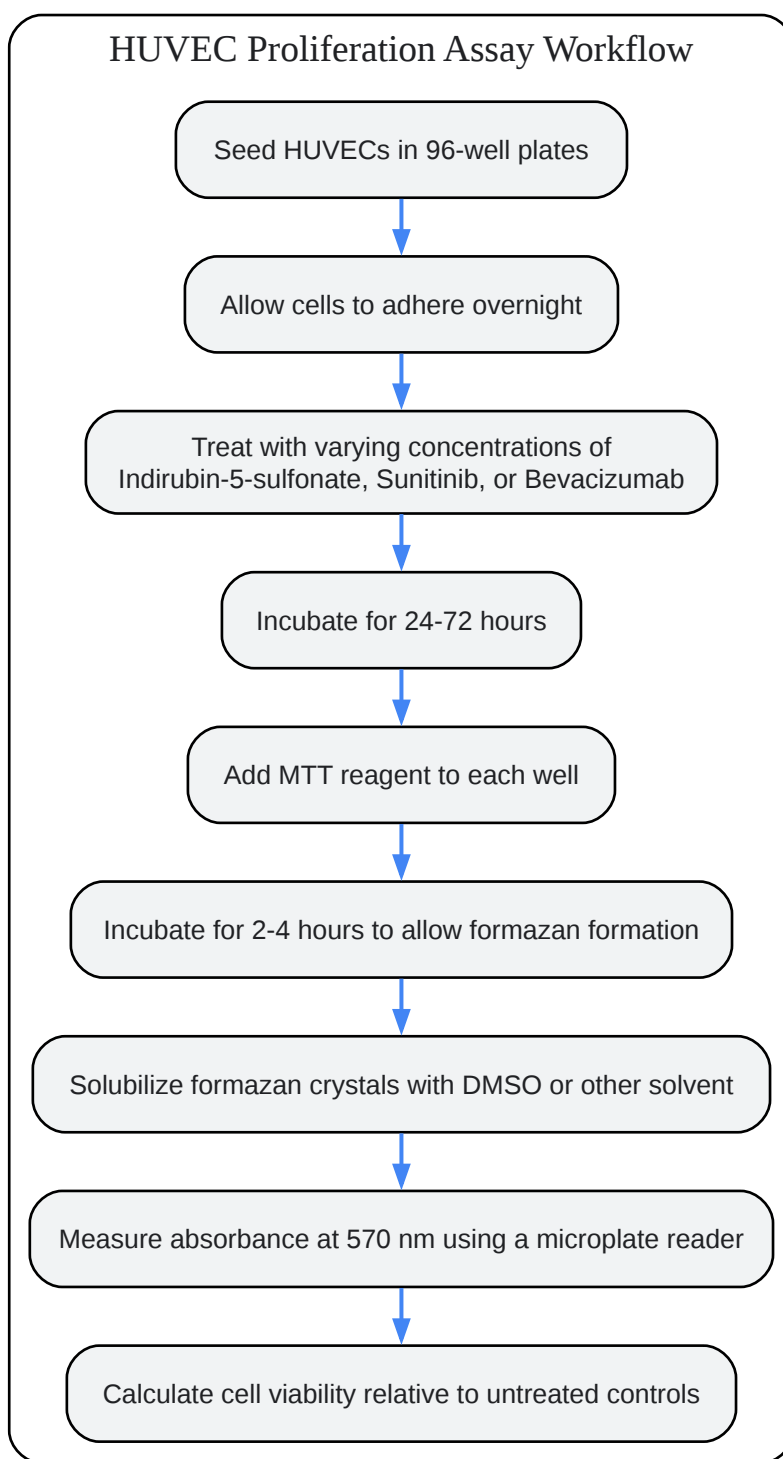 HUVEC Proliferation Assay Workflow
Seed HUVECs in 96-well plates
Allow cells to adhere overnight
Treat with varying concentrations of
Indirubin-5-sulfonate, Sunitinib, or Bevacizumab
Incubate for 24-72 hours
Add MTT reagent to each well
Incubate for 2-4 hours to allow formazan formation
Solubilize formazan crystals with DMSO or other solvent
Measure absorbance at 570 nm using a microplate reader
Calculate cell viability relative to untreated controls